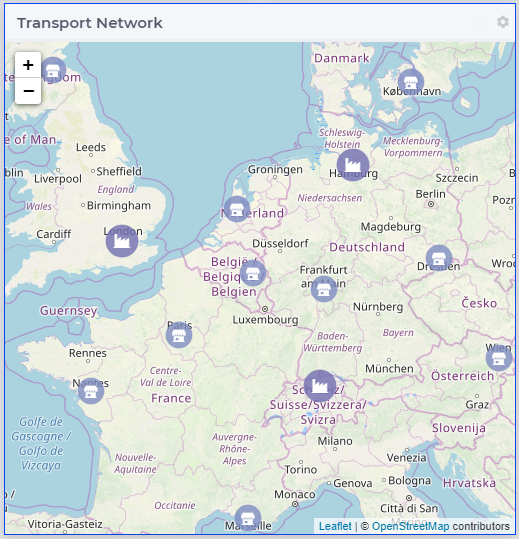 Transport Network
+
−
Danmark
København
Leeds
Sheffield
Liverpool
England
Birmingham
Wales
Cardiff
London
Schleswig-
Holstein
Mecklenburg-
Vorpommern
Groningen
Hamburg
Szczecin
Niedersachsen
Berlin
Nederland
Magdeburg
Düsseldorf
Deutschland
België /
Belgique /
Belgien
Frankfurt
am Main
Dresden
Guernsey
Luxembourg
Nürnberg
Česko
Paris
Rennes
Baden-
Württemberg
Bayern
Wien
Nantes
Centre-
Val de Loire
France
München
Österreich
Schweiz/
Suisse/Svizzera/
Svizra
Graz
Golfe de
Gascogne /
Golfo de
Vizcaya
Auvergne-
Rhône-
Alpes
Slovenija
Milano
Nouvelle-
Aquitaine
Torino
Venezia
Genova
Bologna
Hrvatska
Occitanie
Monaco
Città di San
Vitoria-Gasteiz
Marseille
Leaflet | © OpenStreetMap contributors